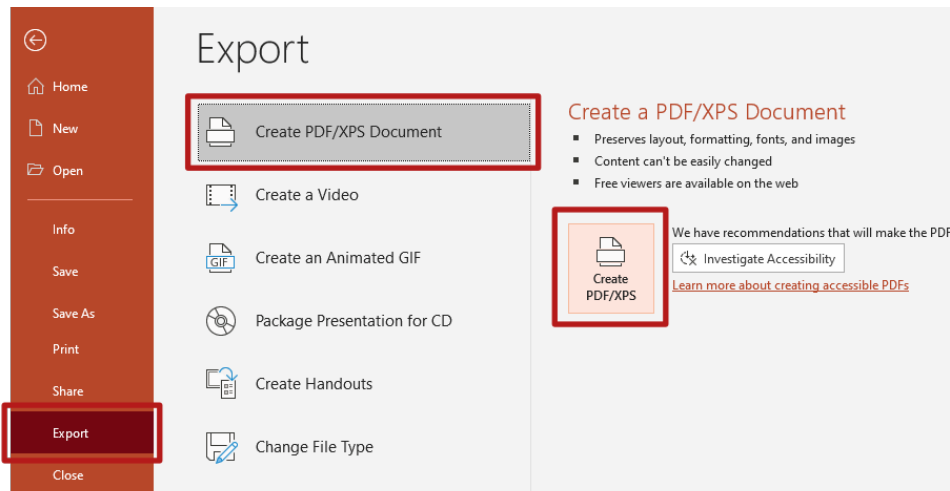 Home
New
Open
Info
Save
Save As
Print
Share
Export
Close
Export
Create PDF/XPS Document
Create a Video
GIF
Create an Animated GIF
Package Presentation for CD
Create Handouts
Change File Type
Create a PDF/XPS Document
Preserves layout, formatting, fonts, and images
Content can't be easily changed
Free viewers are available on the web
Create
PDF/XPS
We have recommendations that will make the PDF
Investigate Accessibility
Learn more about creating accessible PDFs